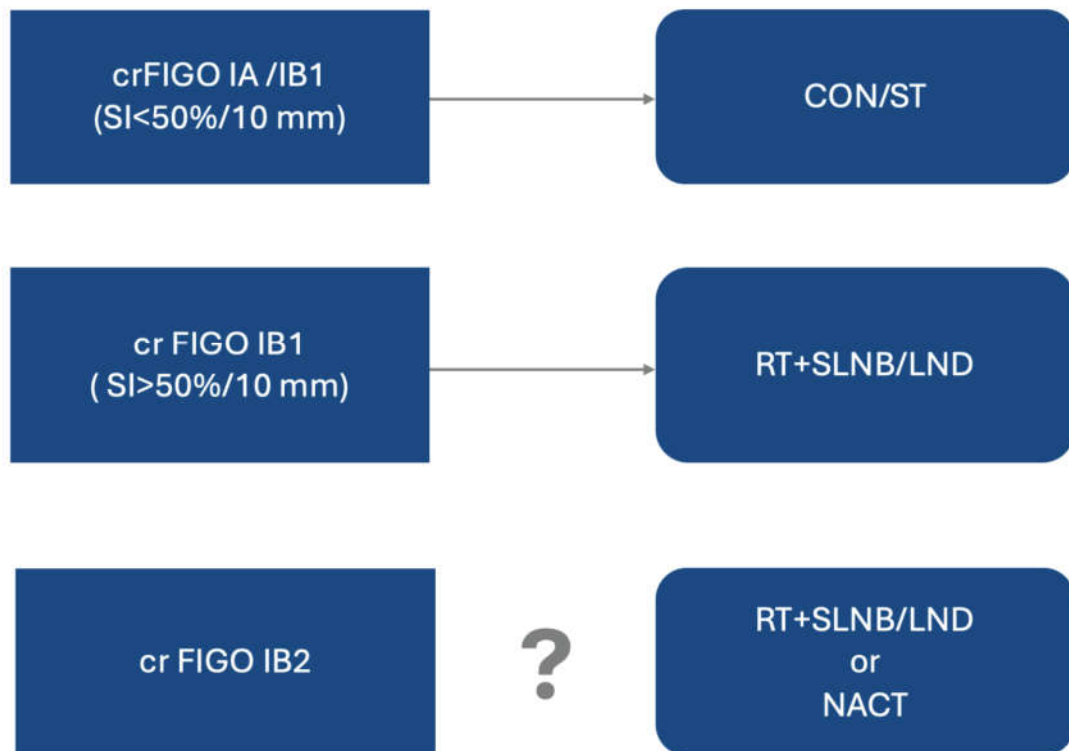 crFIGO IA /IB1
(SI<50%/10 mm)
CON/ST
cr FIGO IB1
( SI>50%/10 mm)
RT+SLNB/LND
cr FIGO IB2
?
RT+SLNB/LND
or
NACT